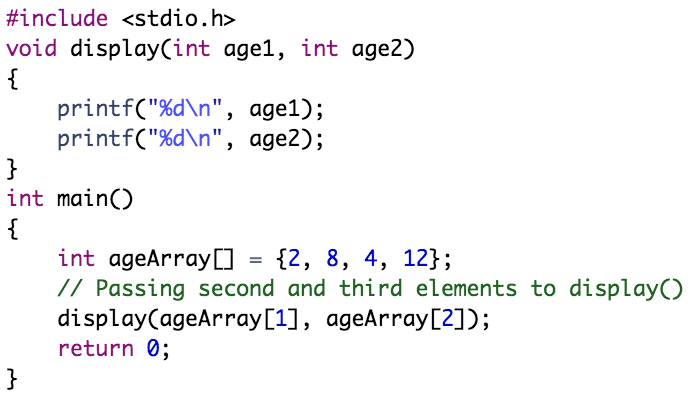 #include <stdio.h>
void display(int age1, int age2)
{
    printf("%d\n", age1);
    printf("%d\n", age2);
}
int main()
{
    int ageArray[] = {2, 8, 4, 12};
    // Passing second and third elements to display()
    display(ageArray[1], ageArray[2]);
    return 0;
}